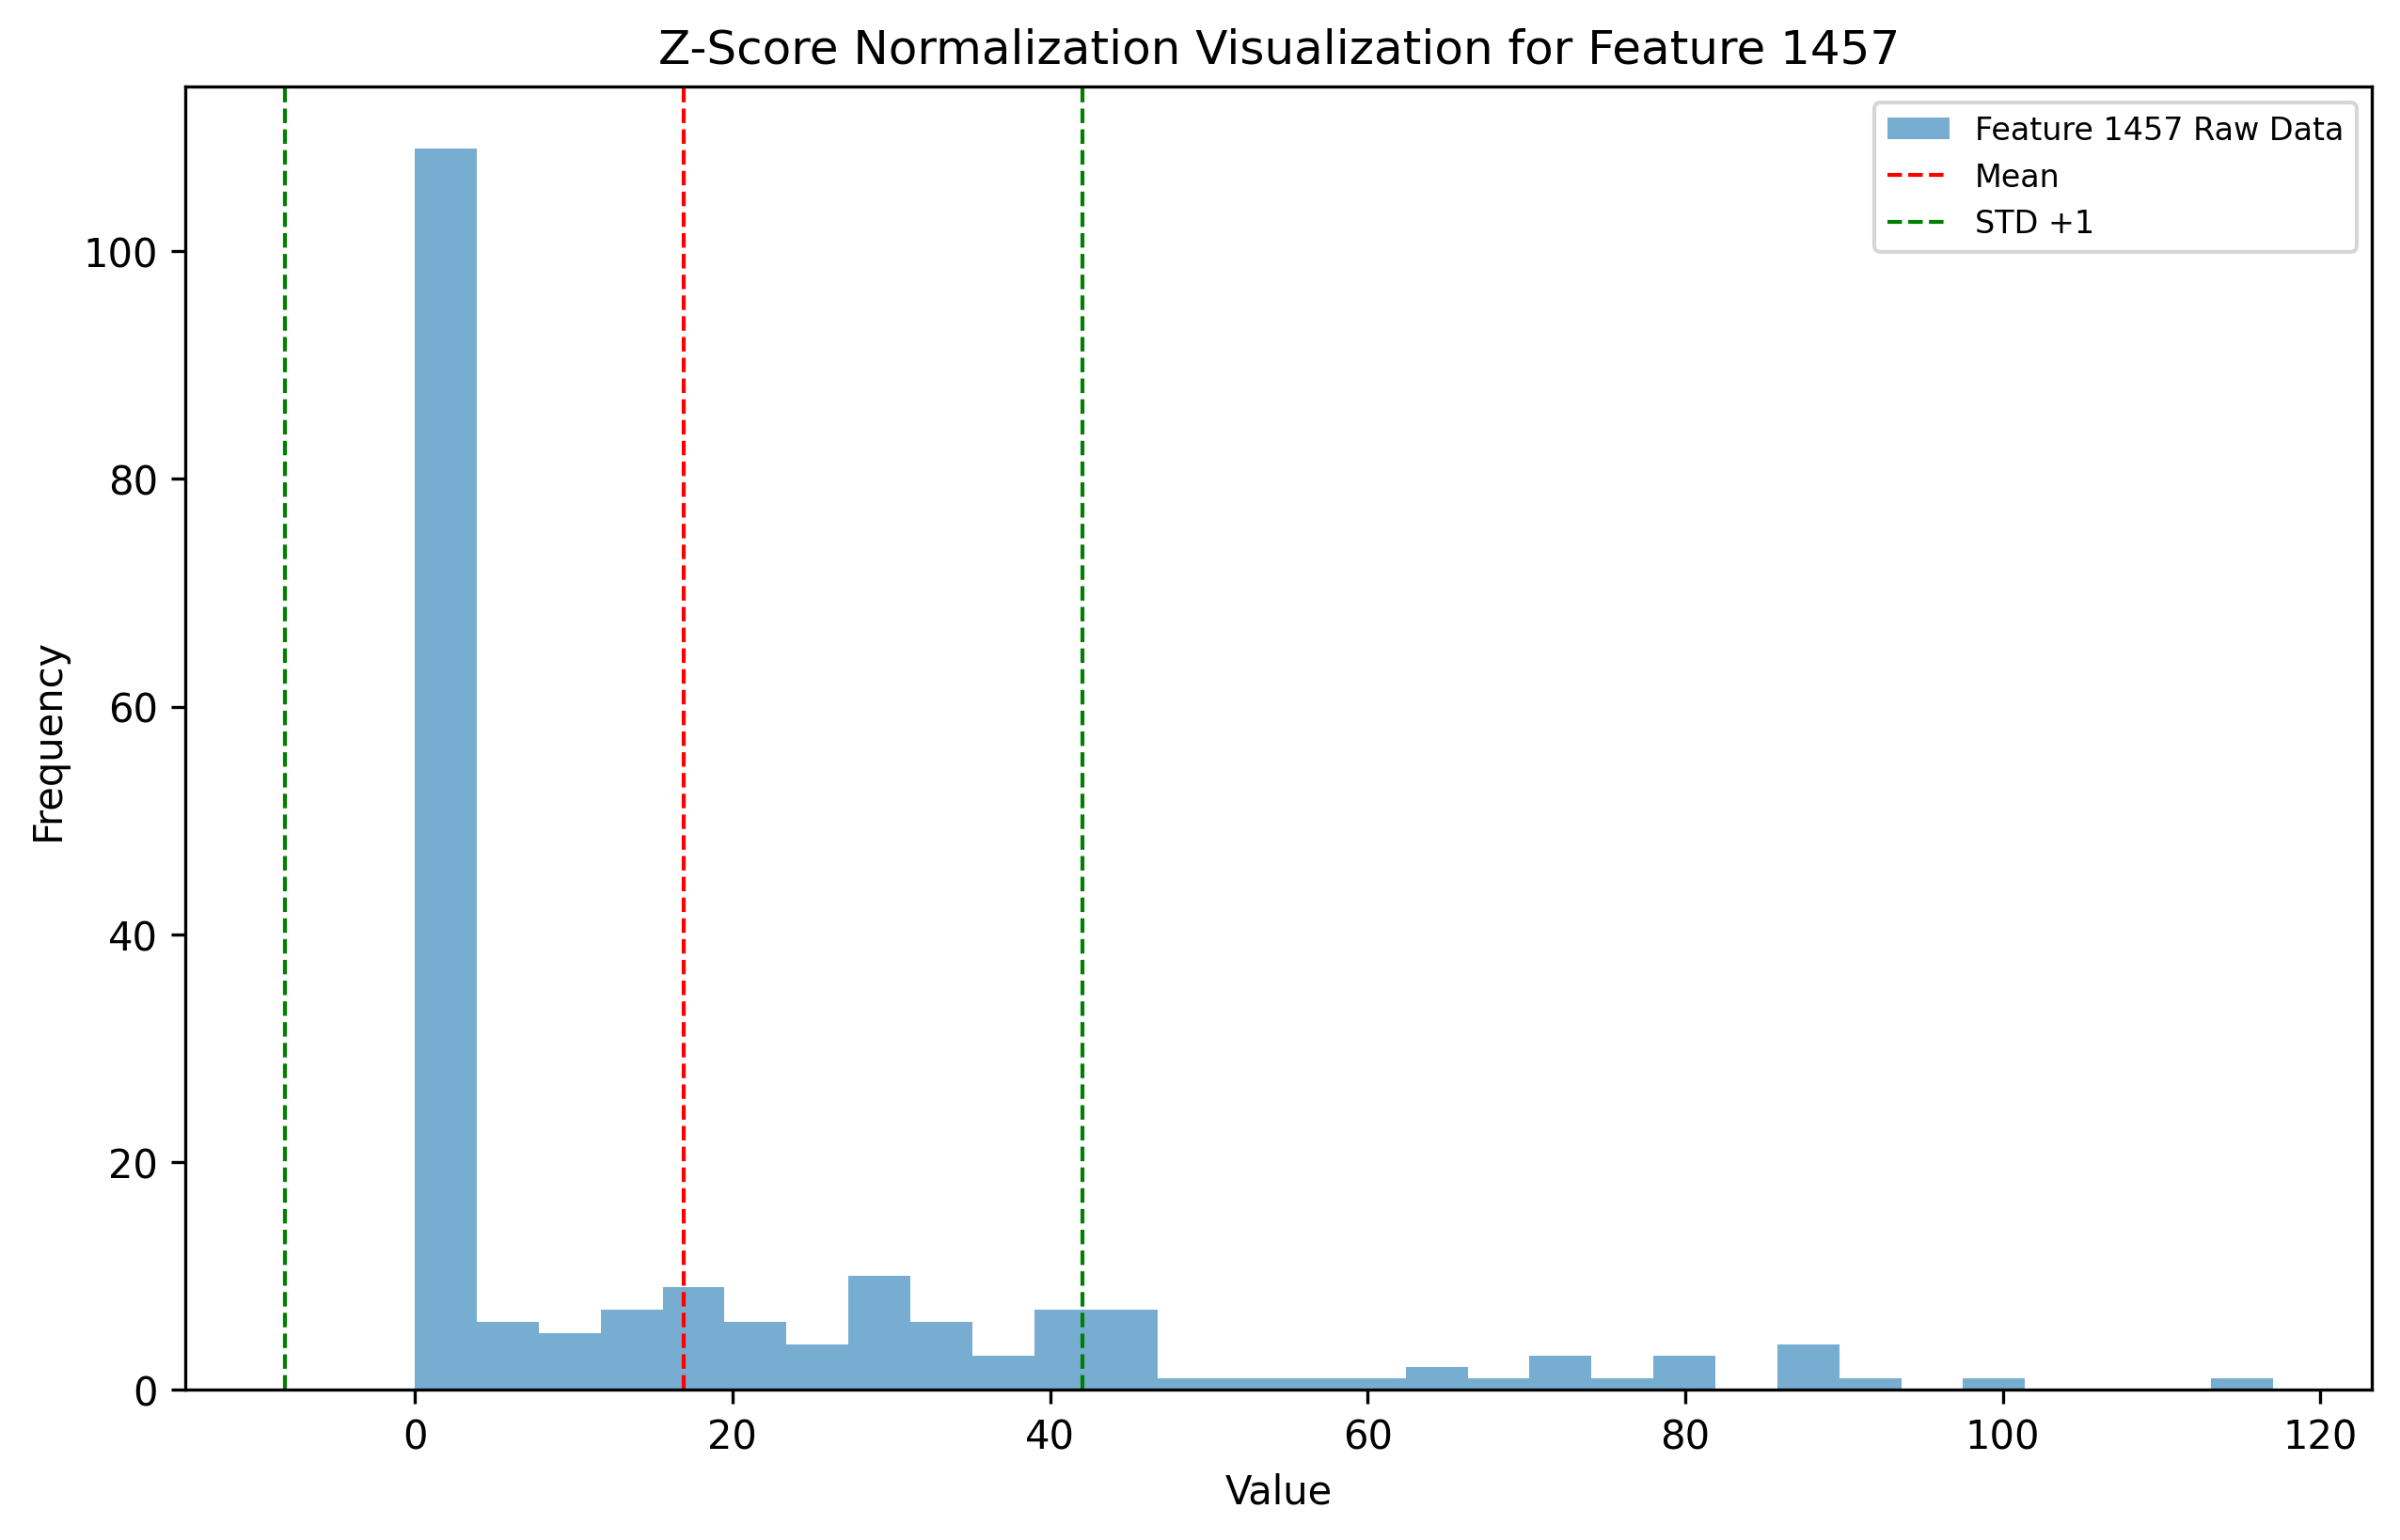 Z-Score Normalization Visualization for Feature 1457
Feature 1457 Raw Data
Mean
STD +1
100
80
60
40
20
0
Frequency
0 20 40 60 80 100 120
Value